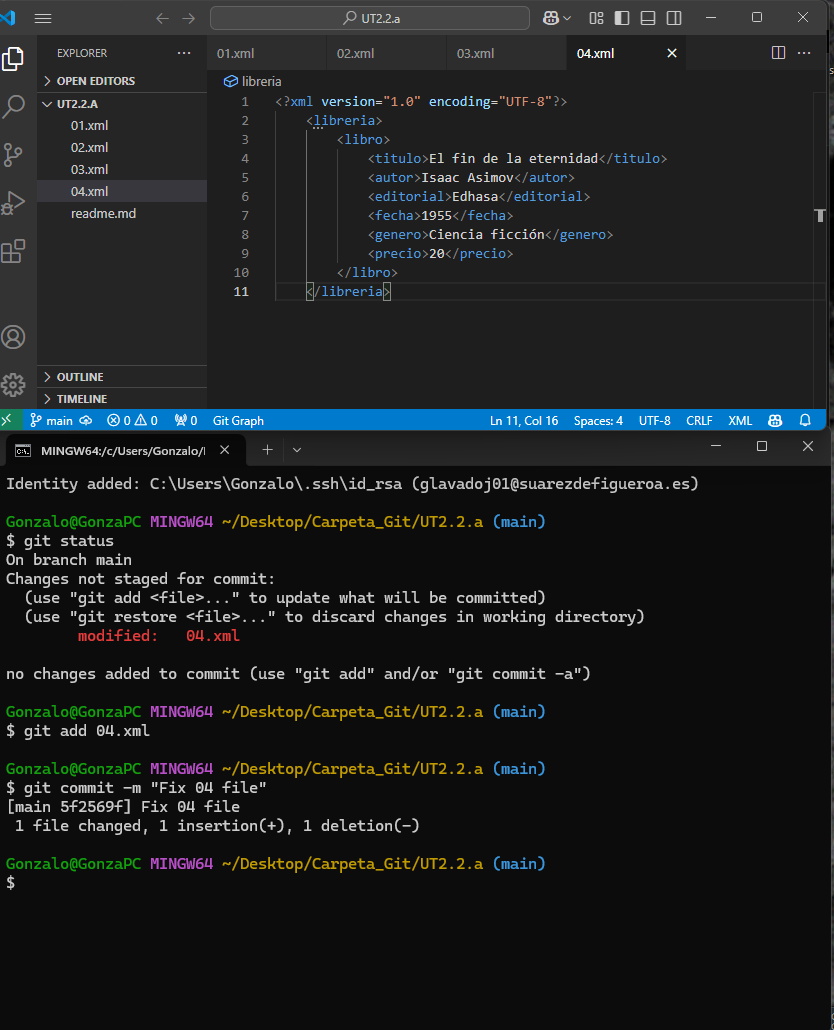 UT2.2.a
EXPLORER
01.xml
02.xml
03.xml
04.xml
OPEN EDITORS
UT2.2.A
01.xml
02.xml
03.xml
04.xml
readme.md
OUTLINE
TIMELINE
libreria
1 <?xml version="1.0" encoding="UTF-8"?>
2 <libreria>
3 <libro>
4 <titulo>El fin de la eternidad</titulo>
5 <autor>Isaac Asimov</autor>
6 <editorial>Edhasa</editorial>
7 <fecha>1955</fecha>
8 <genero>Ciencia ficción</genero>
9 <precio>20</precio>
10 </libro>
11 </libreria>
main 0 0 0 Git Graph Ln 11, Col 16 Spaces: 4 UTF-8 CRLF XML
MINGW64:/c/Users/Gonzalo/
Identity added: C:\Users\Gonzalo\.ssh\id_rsa (glavadoj01@suarezdefigueroa.es)
Gonzalo@GonzaPC MINGW64 ~/Desktop/Carpeta_Git/UT2.2.a (main)
$ git status
On branch main
Changes not staged for commit:
(use "git add <file>..." to update what will be committed)
(use "git restore <file>..." to discard changes in working directory)
modified: 04.xml
no changes added to commit (use "git add" and/or "git commit -a")
Gonzalo@GonzaPC MINGW64 ~/Desktop/Carpeta_Git/UT2.2.a (main)
$ git add 04.xml
Gonzalo@GonzaPC MINGW64 ~/Desktop/Carpeta_Git/UT2.2.a (main)
$ git commit -m "Fix 04 file"
[main 5f2569f] Fix 04 file
1 file changed, 1 insertion(+), 1 deletion(-)
Gonzalo@GonzaPC MINGW64 ~/Desktop/Carpeta_Git/UT2.2.a (main)
$